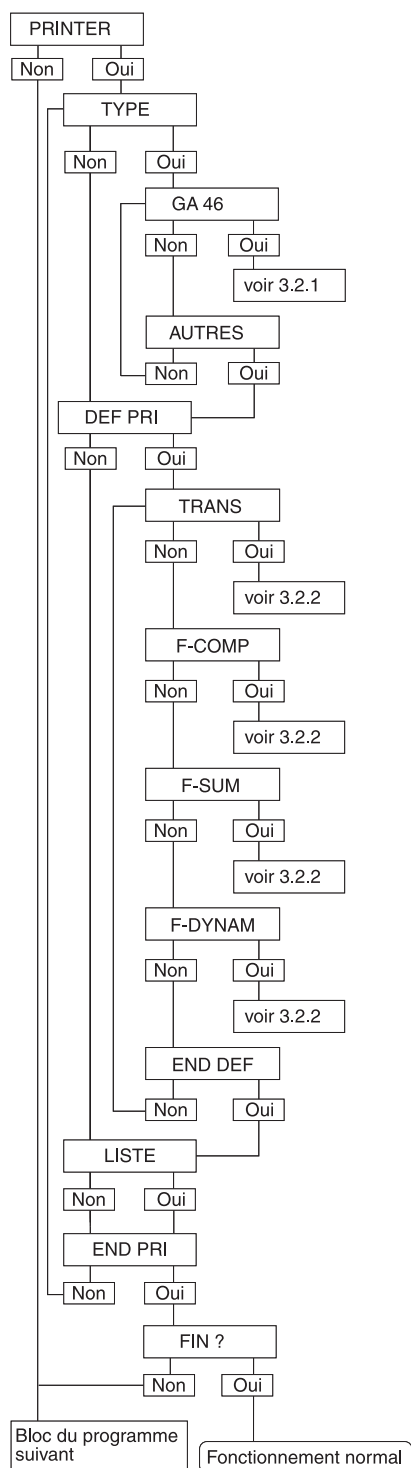 PRINTER
Non Oui
TYPE
Non Oui
GA 46
Non Oui
voir 3.2.1
AUTRES
Non Oui
DEF PRI
Non Oui
TRANS
Non Oui
voir 3.2.2
F-COMP
Non Oui
voir 3.2.2
F-SUM
Non Oui
voir 3.2.2
F-DYNAM
Non Oui
voir 3.2.2
END DEF
Non Oui
LISTE
Non Oui
END PRI
Non Oui
FIN ?
Non Oui
Bloc du programme
suivant
Fonctionnement normal